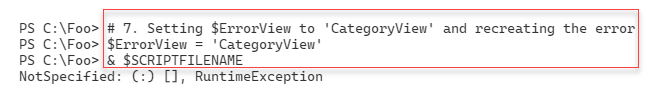 PS C:\Foo> # 7. Setting $ErrorView to 'CategoryView' and recreating the error
PS C:\Foo> $ErrorView = 'CategoryView'
PS C:\Foo> & $SCRIPTFILENAME
NotSpecified: (:) [], RuntimeException